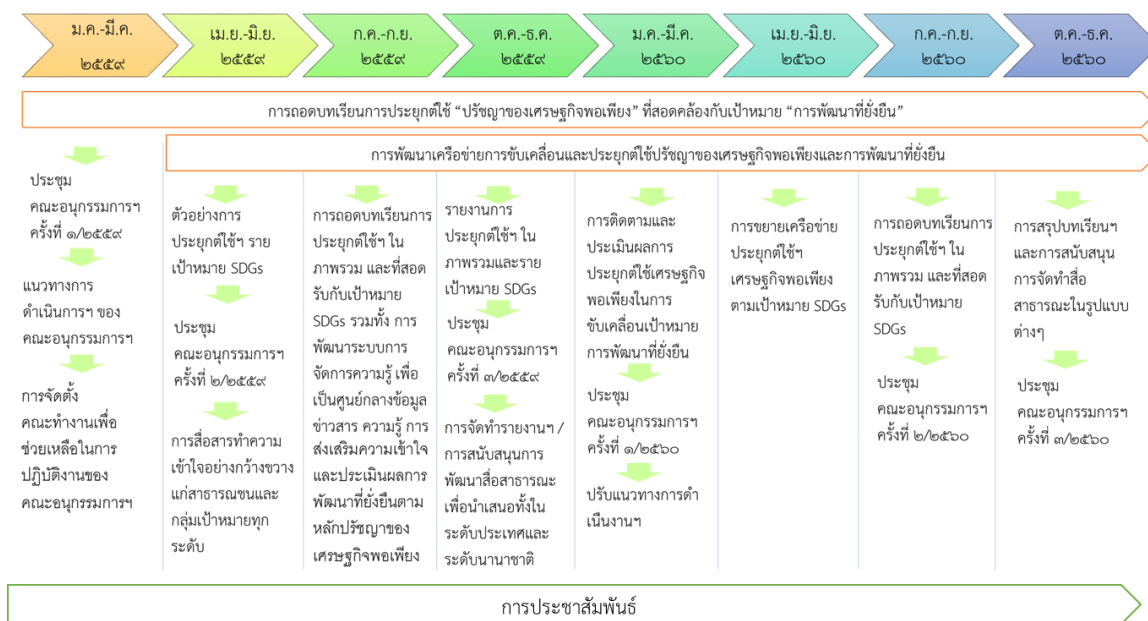 ม.ค.-มี.ค.
๒๕๕๙
เม.ย.-มิ.ย.
๒๕๕๙
ก.ค.-ก.ย.
๒๕๕๙
ต.ค.-ธ.ค.
๒๕๕๙
ม.ค.-มี.ค.
๒๕๖๐
เม.ย.-มิ.ย.
๒๕๖๐
ก.ค.-ก.ย.
๒๕๖๐
ต.ค.-ธ.ค.
๒๕๖๐
การถอดบทเรียนการประยุกต์ใช้ “ปรัชญาของเศรษฐกิจพอเพียง” ที่สอดคล้องกับเป้าหมาย “การพัฒนาที่ยั่งยืน”
การพัฒนาเครือข่ายการขับเคลื่อนและประยุกต์ใช้ปรัชญาของเศรษฐกิจพอเพียงและการพัฒนาที่ยั่งยืน
ประชุม
คณะอนุกรรมการฯ
ครั้งที่ ๑/๒๕๕๙
แนวทางการ
ดำเนินการฯ ของ
คณะอนุกรรมการฯ
การจัดตั้ง
คณะทำงานเพื่อ
ช่วยเหลือในการ
ปฏิบัติงานของ
คณะอนุกรรมการฯ
ตัวอย่างการ
ประยุกต์ใช้ฯ ราย
เป้าหมาย SDGs
ประชุม
คณะอนุกรรมการฯ
ครั้งที่ ๒/๒๕๕๙
การสื่อสารทำความ
เข้าใจอย่างกว้างขวาง
แก่สาธารณชนและ
กลุ่มเป้าหมายทุก
ระดับ
การถอดบทเรียนการ
ประยุกต์ใช้ฯ ใน
ภาพรวม และที่สอด
รับกับเป้าหมาย
SDGs รวมทั้ง การ
พัฒนาระบบการ
จัดการความรู้ เพื่อ
เป็นศูนย์กลางข้อมูล
ข่าวสาร ความรู้ การ
ส่งเสริมความเข้าใจ
และประเมินผลการ
พัฒนาที่ยั่งยืนตาม
หลักปรัชญาของ
เศรษฐกิจพอเพียง
รายงานการ
ประยุกต์ใช้ฯ ใน
ภาพรวมและราย
เป้าหมาย SDGs
ประชุม
คณะอนุกรรมการฯ
ครั้งที่ ๓/๒๕๕๙
การจัดทำรายงานฯ /
การสนับสนุนการ
พัฒนาสื่อสาธารณะ
เพื่อนำเสนอทั้งใน
ระดับประเทศและ
ระดับนานาชาติ
การติดตามและ
ประเมินผลการ
ประยุกต์ใช้เศรษฐกิจ
พอเพียงในการ
ขับเคลื่อนเป้าหมาย
การพัฒนาที่ยั่งยืน
ประชุม
คณะอนุกรรมการฯ
ครั้งที่ ๑/๒๕๖๐
ปรับแนวทางการดำ
เนินงานฯ
การขยายเครือข่าย
ประยุกต์ใช้ฯ
เศรษฐกิจพอเพียง
ตามเป้าหมาย SDGs
การถอดบทเรียนการ
ประยุกต์ใช้ฯ ใน
ภาพรวม และที่สอด
รับกับเป้าหมาย
SDGs
ประชุม
คณะอนุกรรมการฯ
ครั้งที่ ๒/๒๕๖๐
การสรุปบทเรียนฯ
และการสนับสนุน
การจัดทำสื่อ
สาธารณะในรูปแบบ
ต่างๆ
ประชุม
คณะอนุกรรมการฯ
ครั้งที่ ๓/๒๕๖๐
การประชาสัมพันธ์